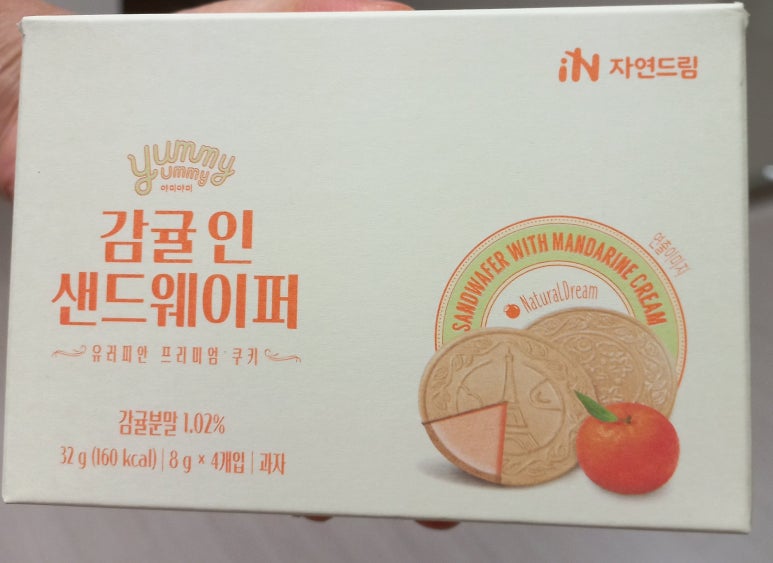 iN 자연드림
yummy
yummy
야미야미
감귤 인
샌드웨이퍼
유러피안 프리미엄 쿠키
감귤분말 1.02%
32 g (160 kcal) | 8 g × 4개입 | 과자
SANDWAFER WITH MANDARINE CREAM
NaturalDream
연출이미지